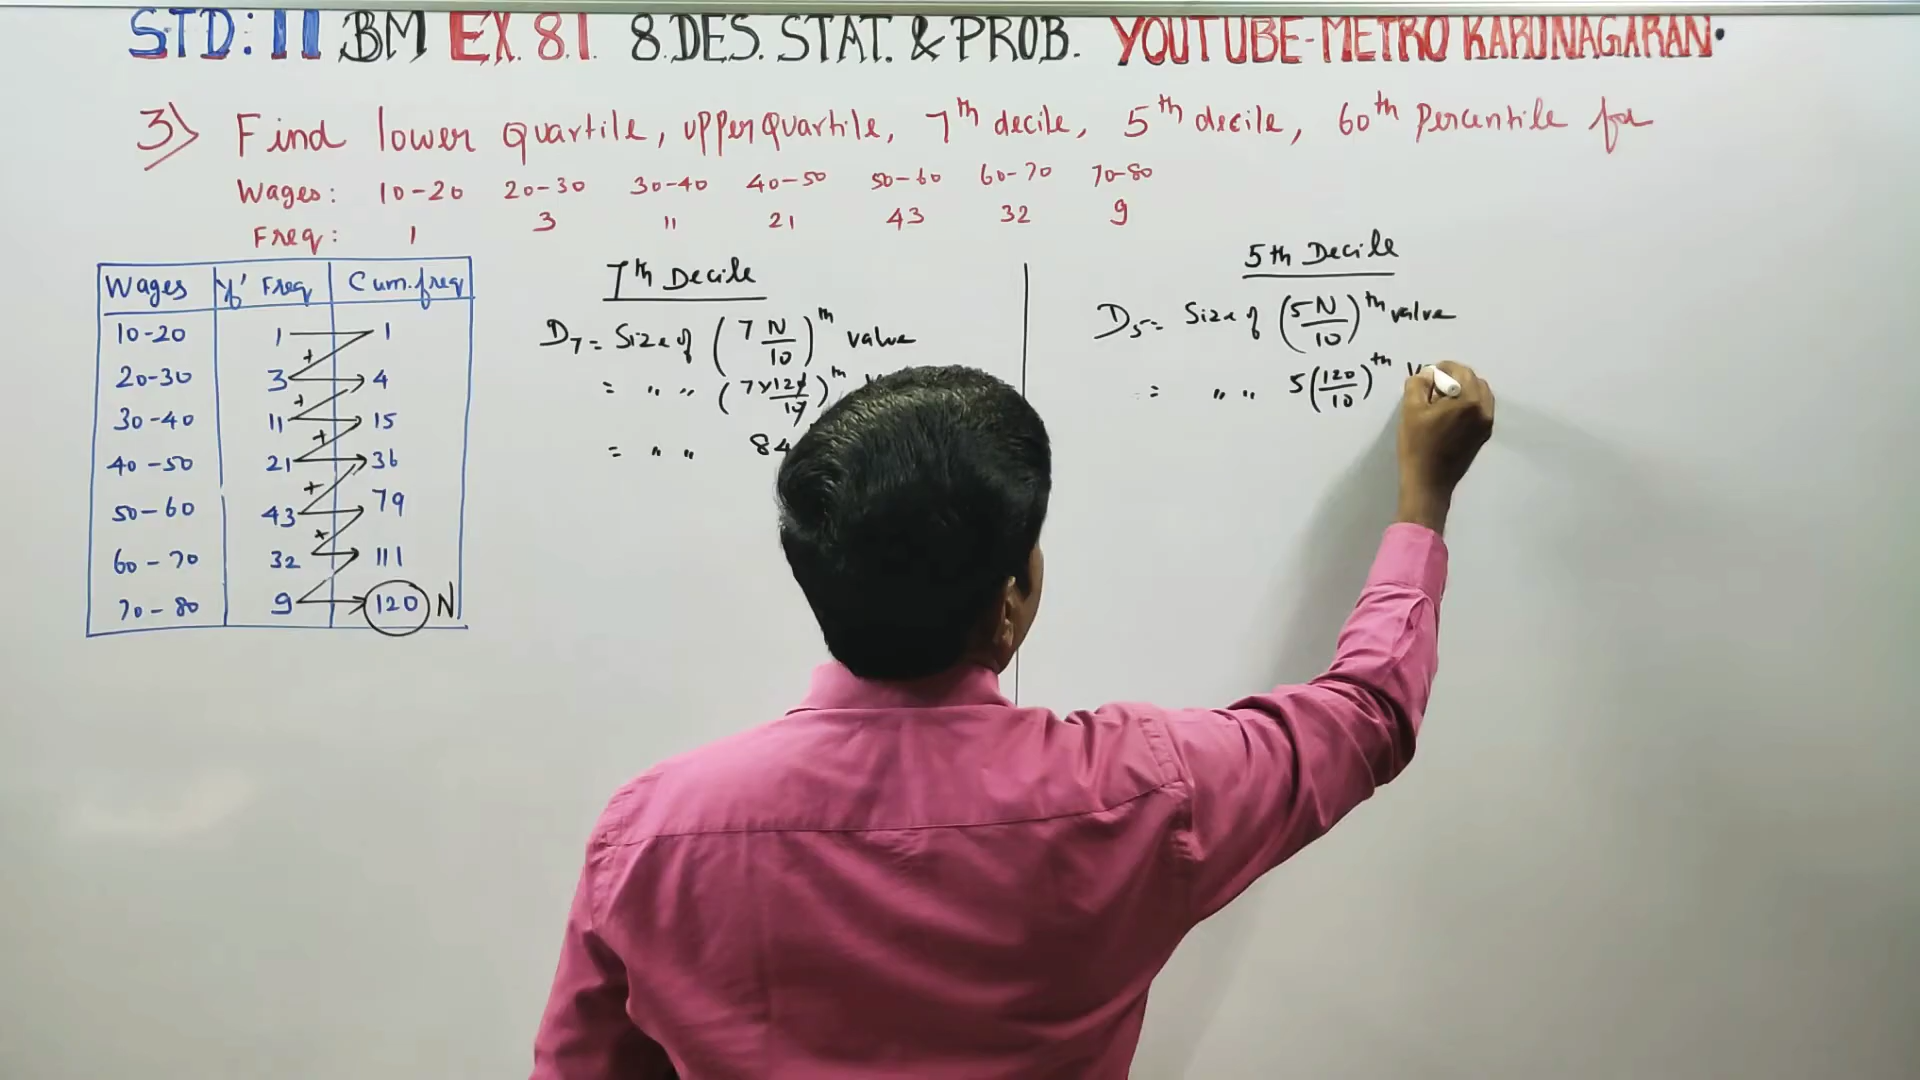 STD: 11 BM EX. 8.1. 8.DES. STAT. & PROB. YOUTUBE-METRO KARUNAGARAN.
3) Find lower quartile, upper quartile, 7th decile, 5th decile, 60th Percentile for
Wages: 10-20 20-30 30-40 40-50 50-60 60-70 70-80
Freq: 1 3 11 21 43 32 9
Wages 'f' Freq Cum.freq
10-20 1 1
20-30 3 + 4
30-40 11 + 15
40-50 21 + 36
50-60 43 + 79
60-70 32 + 111
70-80 9 120 N
7th Decile
D7 = Size of (7 N/10)th value
= " " (7×120/10)th
= " " 84
5th Decile
D5 = Size of (5N/10)th value
= " " 5(120/10)th